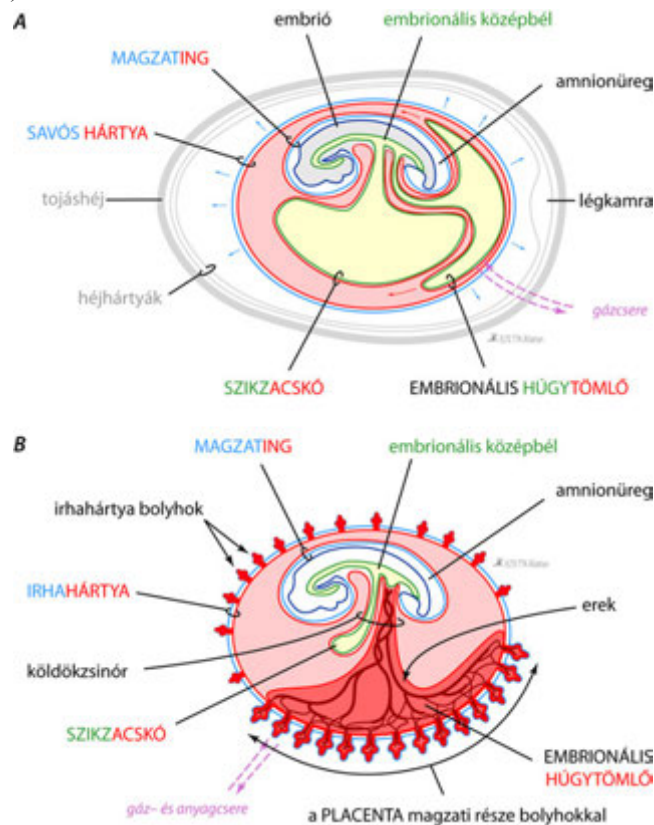 A
embrió
embrionális középbél
MAGZATING
amnionüreg
SAVÓS HÁRTYA
tojáshéj
légkamra
héjhártyák
gázcsere
SZIKZACSKÓ
EMBRIONÁLIS HÚGYTÖMLŐ
B
MAGZATING
embrionális középbél
irhahártya bolyhok
amnionüreg
IRHAHÁRTYA
erek
köldökzsinór
SZIKZACSKÓ
EMBRIONÁLIS
HÚGYTÖMLŐ
gáz– és anyagcsere
a PLACENTA magzati része bolyhokkal